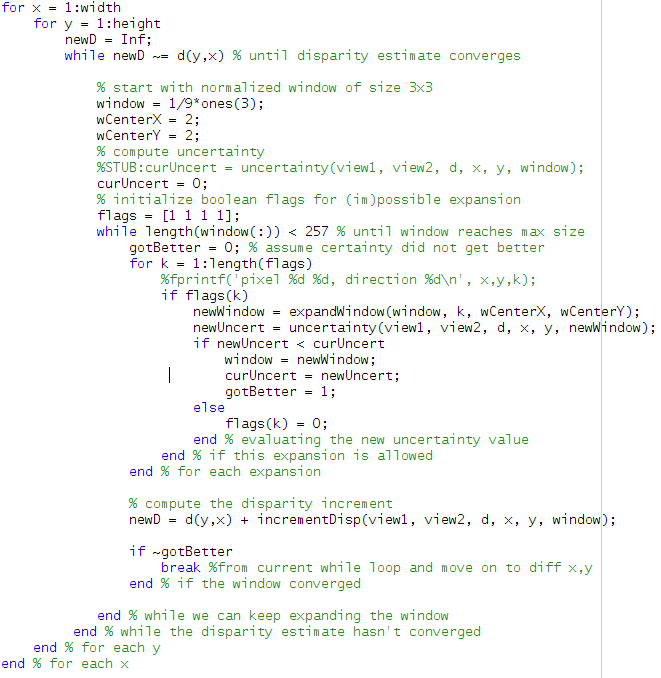 for x = 1:width
for y = 1:height
newD = Inf;
while newD ~= d(y,x) % until disparity estimate converges
% start with normalized window of size 3x3
window = 1/9*ones(3);
wCenterX = 2;
wCenterY = 2;
% compute uncertainty
%STUB:curUncert = uncertainty(view1, view2, d, x, y, window);
curUncert = 0;
% initialize boolean flags for (im)possible expansion
flags = [1 1 1 1];
while length(window(:)) < 257 % until window reaches max size
gotBetter = 0; % assume certainty did not get better
for k = 1:length(flags)
%fprintf('pixel %d %d, direction %d\n', x,y,k);
if flags(k)
newWindow = expandWindow(window, k, wCenterX, wCenterY);
newUncert = uncertainty(view1, view2, d, x, y, newWindow);
if newUncert < curUncert
window = newWindow;
curUncert = newUncert;
gotBetter = 1;
else
flags(k) = 0;
end % evaluating the new uncertainty value
end % if this expansion is allowed
end % for each expansion
% compute the disparity increment
newD = d(y,x) + incrementDisp(view1, view2, d, x, y, window);
if ~gotBetter
break %from current while loop and move on to diff x,y
end % if the window converged
end % while we can keep expanding the window
end % while the disparity estimate hasn't converged
end % for each y
end % for each x